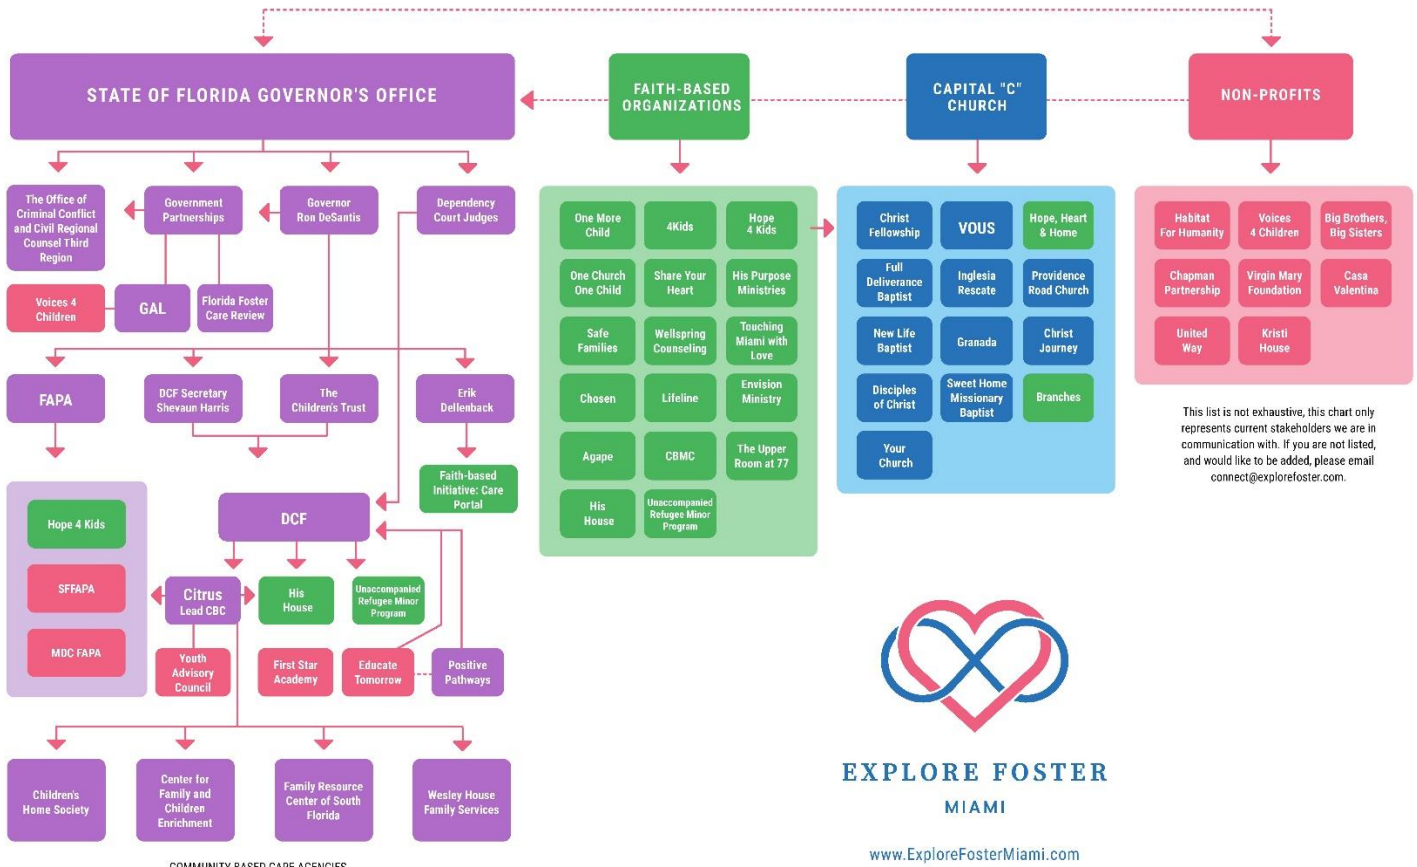 STATE OF FLORIDA GOVERNOR'S OFFICE
FAITH-BASED
ORGANIZATIONS
CAPITAL "C"
CHURCH
NON-PROFITS
The Office of
Criminal Conflict
and Civil Regional
Counsel Third
Region
Government
Partnerships
Governor
Ron DeSantis
Dependency
Court Judges
Voices 4
Children
GAL
Florida Foster
Care Review
FAPA
DCF Secretary
Shevaun Harris
The
Children's Trust
Erik
Dellenback
Faith-based
Initiative: Care
Portal
Hope 4 Kids
SFFAPA
MDC FAPA
DCF
Citrus
Lead CBC
His
House
Unaccompanied
Refugee Minor
Program
Youth
Advisory
Council
First Star
Academy
Educate
Tomorrow
Positive
Pathways
Children's
Home Society
Center for
Family and
Children
Enrichment
Family Resource
Center of South
Florida
Wesley House
Family Services
COMMUNITY BASED CARE AGENCIES
One More
Child
4Kids
Hope
4 Kids
One Church
One Child
Share Your
Heart
His Purpose
Ministries
Safe
Families
Wellspring
Counseling
Touching
Miami with
Love
Chosen
Lifeline
Envision
Ministry
Agape
CBMC
The Upper
Room at 77
His
House
Unaccompanied
Refugee Minor
Program
Christ
Fellowship
VOUS
Hope, Heart
& Home
Full
Deliverance
Baptist
Inglesia
Rescate
Providence
Road Church
New Life
Baptist
Granada
Christ
Journey
Disciples
of Christ
Sweet Home
Missionary
Baptist
Branches
Your
Church
Habitat
For Humanity
Voices
4 Children
Big Brothers,
Big Sisters
Chapman
Partnership
Virgin Mary
Foundation
Casa
Valentina
United
Way
Kristi
House
This list is not exhaustive, this chart only
represents current stakeholders we are in
communication with. If you are not listed,
and would like to be added, please email
connect@explorefoster.com.
EXPLORE FOSTER
MIAMI
www.ExploreFosterMiami.com